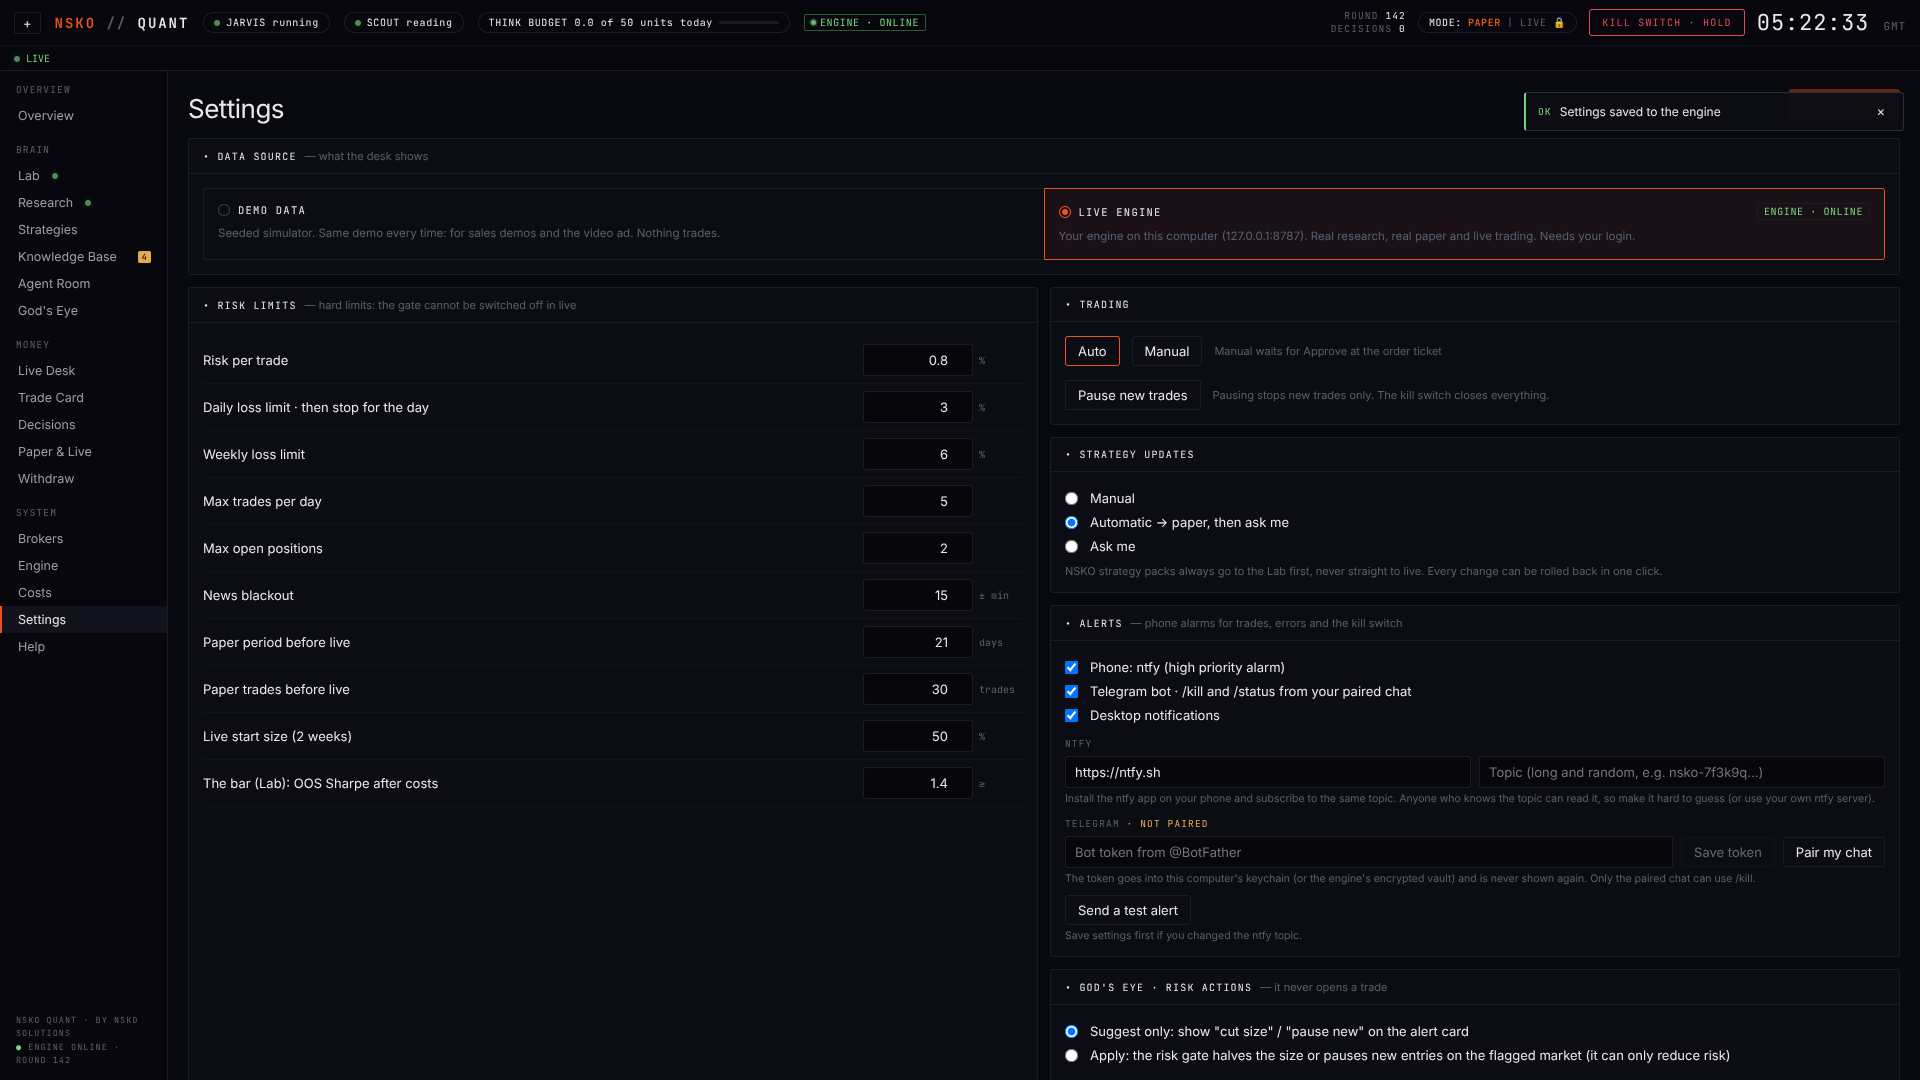 + NSKO // QUANT JARVIS running SCOUT reading THINK BUDGET 0.0 of 50 units today ENGINE · ONLINE
ROUND 142
DECISIONS 0
MODE: PAPER | LIVE 🔒 KILL SWITCH · HOLD 05:22:33 GMT
LIVE
OVERVIEW
Overview
BRAIN
Lab
Research
Strategies
Knowledge Base 4
Agent Room
God's Eye
MONEY
Live Desk
Trade Card
Decisions
Paper & Live
Withdraw
SYSTEM
Brokers
Engine
Costs
Settings
Help
NSKO QUANT · BY NSKO
SOLUTIONS
ENGINE ONLINE ·
ROUND 142
Settings
OK Settings saved to the engine ×
· DATA SOURCE — what the desk shows
DEMO DATA
Seeded simulator. Same demo every time: for sales demos and the video ad. Nothing trades.
LIVE ENGINE ENGINE · ONLINE
Your engine on this computer (127.0.0.1:8787). Real research, real paper and live trading. Needs your login.
· RISK LIMITS — hard limits: the gate cannot be switched off in live
Risk per trade 0.8 %
Daily loss limit · then stop for the day 3 %
Weekly loss limit 6 %
Max trades per day 5
Max open positions 2
News blackout 15 ± min
Paper period before live 21 days
Paper trades before live 30 trades
Live start size (2 weeks) 50 %
The bar (Lab): OOS Sharpe after costs 1.4 ≥
· TRADING
Auto Manual Manual waits for Approve at the order ticket
Pause new trades Pausing stops new trades only. The kill switch closes everything.
· STRATEGY UPDATES
Manual
Automatic → paper, then ask me
Ask me
NSKO strategy packs always go to the Lab first, never straight to live. Every change can be rolled back in one click.
· ALERTS — phone alarms for trades, errors and the kill switch
Phone: ntfy (high priority alarm)
Telegram bot · /kill and /status from your paired chat
Desktop notifications
NTFY
https://ntfy.sh Topic (long and random, e.g. nsko-7f3k9q…)
Install the ntfy app on your phone and subscribe to the same topic. Anyone who knows the topic can read it, so make it hard to guess (or use your own ntfy server).
TELEGRAM · NOT PAIRED
Bot token from @BotFather Save token Pair my chat
The token goes into this computer's keychain (or the engine's encrypted vault) and is never shown again. Only the paired chat can use /kill.
Send a test alert
Save settings first if you changed the ntfy topic.
· GOD'S EYE · RISK ACTIONS — it never opens a trade
Suggest only: show "cut size" / "pause new" on the alert card
Apply: the risk gate halves the size or pauses new entries on the flagged market (it can only reduce risk)